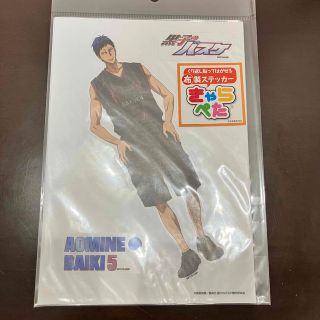 黒子のバスケ
くり返し貼ってはがせる
布製ステッカー
きゃら
ぺた
AOMINE
DAIKI 5